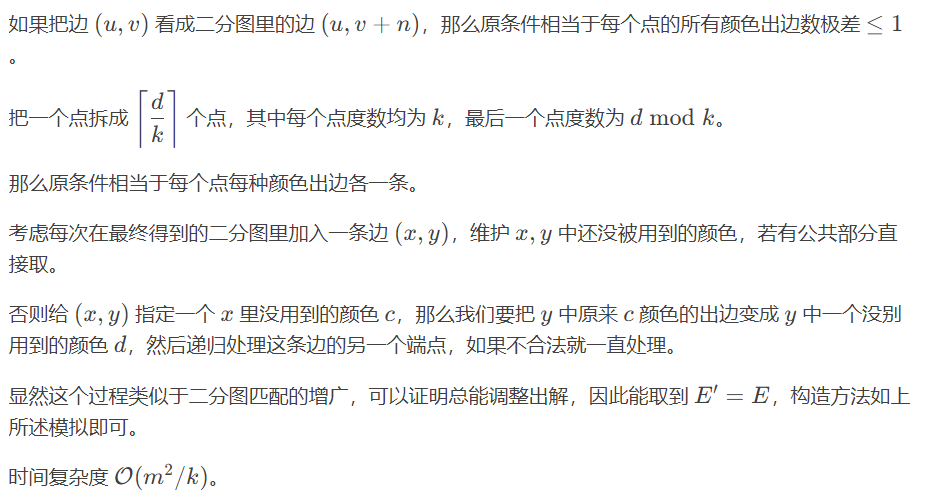 如果把边 (u, v) 看成二分图里的边 (u, v + n)，那么原条件相当于每个点的所有颜色出边数极差 ≤ 1
。
把一个点拆成 ⌈d/k⌉ 个点，其中每个点度数均为 k，最后一个点度数为 d mod k。
那么原条件相当于每个点每种颜色出边各一条。
考虑每次在最终得到的二分图里加入一条边 (x, y)，维护 x, y 中还没被用到的颜色，若有公共部分直
接取。
否则给 (x, y) 指定一个 x 里没用到的颜色 c，那么我们要把 y 中原来 c 颜色的出边变成 y 中一个没别
用到的颜色 d，然后递归处理这条边的另一个端点，如果不合法就一直处理。
显然这个过程类似于二分图匹配的增广，可以证明总能调整出解，因此能取到 E′ = E，构造方法如上
所述模拟即可。
时间复杂度 O(m²/k)。